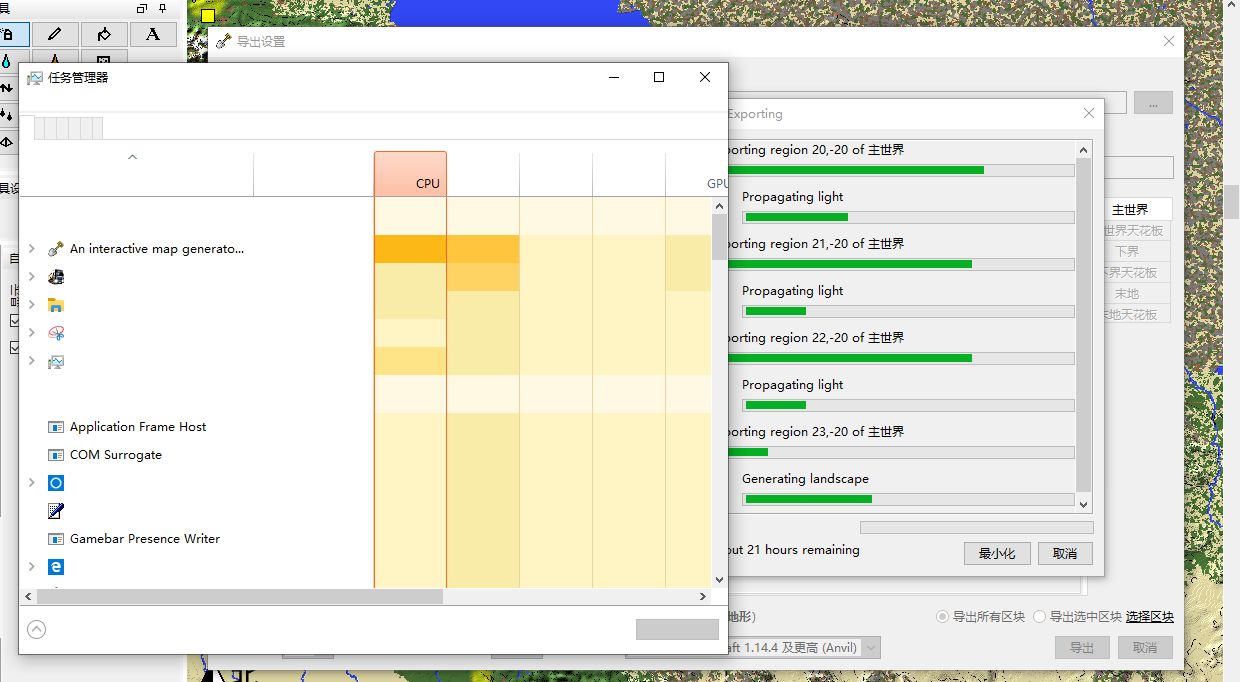 具
A
导出设置
任务管理器
...
Exporting
CPU
GPU
An interactive map generato...
Application Frame Host
COM Surrogate
Gamebar Presence Writer
porting region 20,-20 of 主世界
Propagating light
porting region 21,-20 of 主世界
Propagating light
porting region 22,-20 of 主世界
Propagating light
porting region 23,-20 of 主世界
Generating landscape
out 21 hours remaining
最小化
取消
主世界
世界天花板
下界
下界天花板
末地
末地天花板
具设
自
地形）
导出所有区块
导出选中区块
选择区块
aft 1.14.4 及更高 (Anvil)
导出
取消